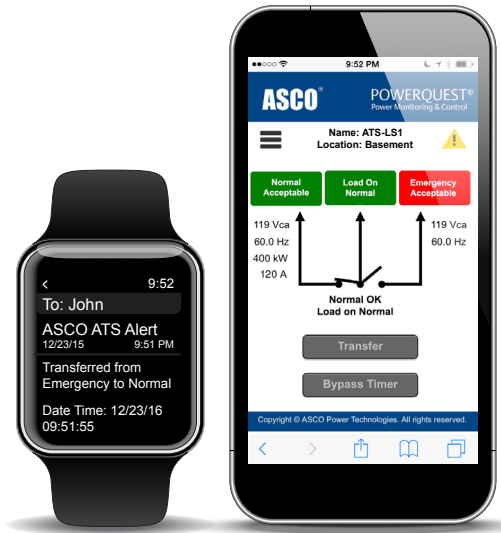 9:52
To: John
ASCO ATS Alert
12/23/15 9:51 PM
Transferred from
Emergency to Normal
Date Time: 12/23/16
09:51:55
9:52 PM
ASCO®
POWERQUEST®
Power Monitoring & Control
Name: ATS-LS1
Location: Basement
Normal
Acceptable
Load On
Normal
Emergency
Acceptable
119 Vca
60.0 Hz
400 kW
120 A
119 Vca
60.0 Hz
Normal OK
Load on Normal
Transfer
Bypass Timer
Copyright © ASCO Power Technologies. All rights reserved.